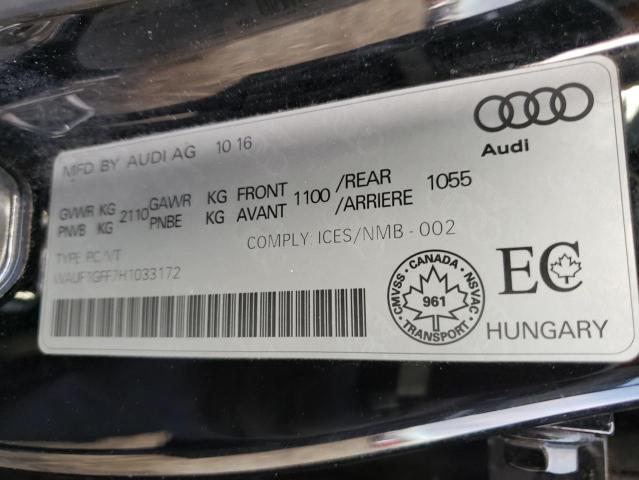 MFD BY AUDI AG 10 16
Audi
GVWR KG 2110 GAWR KG FRONT 1100 /REAR 1055
PNVB KG PNBE KG AVANT /ARRIERE
COMPLY: ICES/NMB - 002
TYPE PC/VT
WAUF1GFF7H1033172
CANADA
CMVSS NSVAC
961
TRANSPORT
EC
HUNGARY